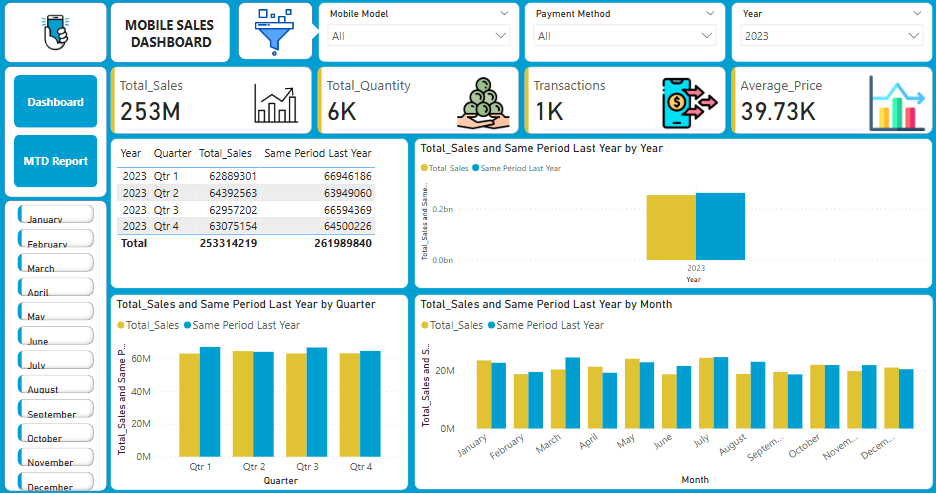 MOBILE SALES
DASHBOARD
Mobile Model
All
Payment Method
All
Year
2023
Dashboard
MTD Report
Total_Sales
253M
Total_Quantity
6K
Transactions
1K
Average_Price
39.73K
Year Quarter Total_Sales Same Period Last Year
2023 Qtr 1 62889301 66946186
2023 Qtr 2 64392563 63949060
2023 Qtr 3 62957202 66594369
2023 Qtr 4 63075154 64500226
Total 253314219 261989840
Total_Sales and Same Period Last Year by Year
Total_Sales Same Period Last Year
Total_Sales and Same...
0.2bn
0.0bn
2023
Year
January
February
March
April
May
June
July
August
September
October
November
December
Total_Sales and Same Period Last Year by Quarter
Total_Sales Same Period Last Year
Total_Sales and Same P...
60M
40M
20M
0M
Qtr 1 Qtr 2 Qtr 3 Qtr 4
Quarter
Total_Sales and Same Period Last Year by Month
Total_Sales Same Period Last Year
Total_Sales and S...
20M
0M
January February March April May June July August Septem... October Novem... Decem...
Month